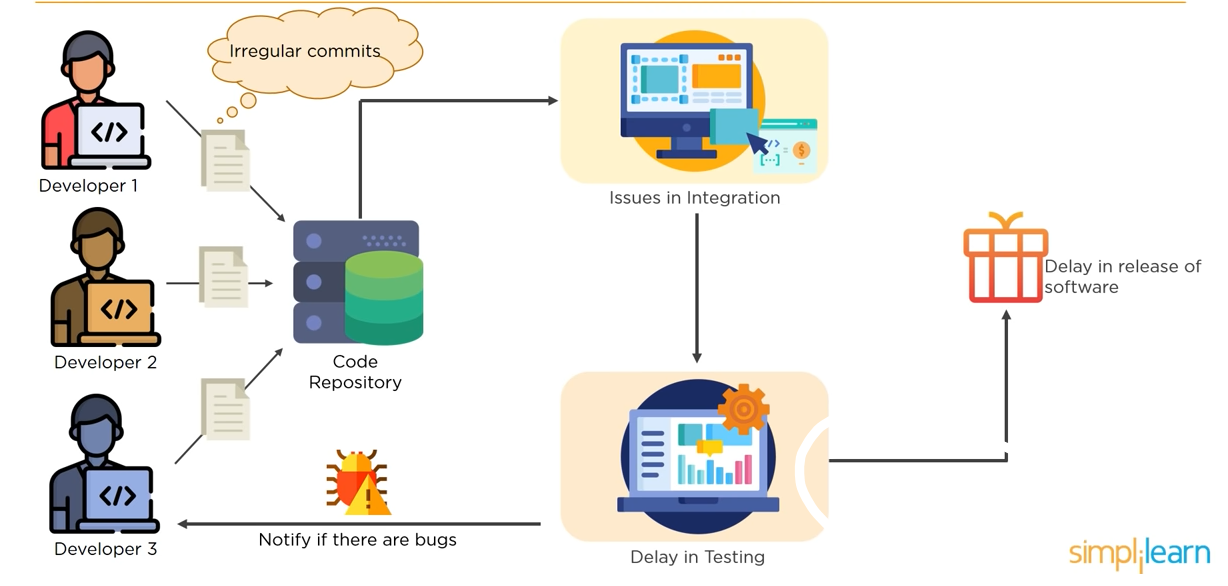 Irregular commits
Developer 1
Issues in Integration
Developer 2
Code
Repository
Delay in release of
software
Developer 3
Notify if there are bugs
Delay in Testing
simplilearn